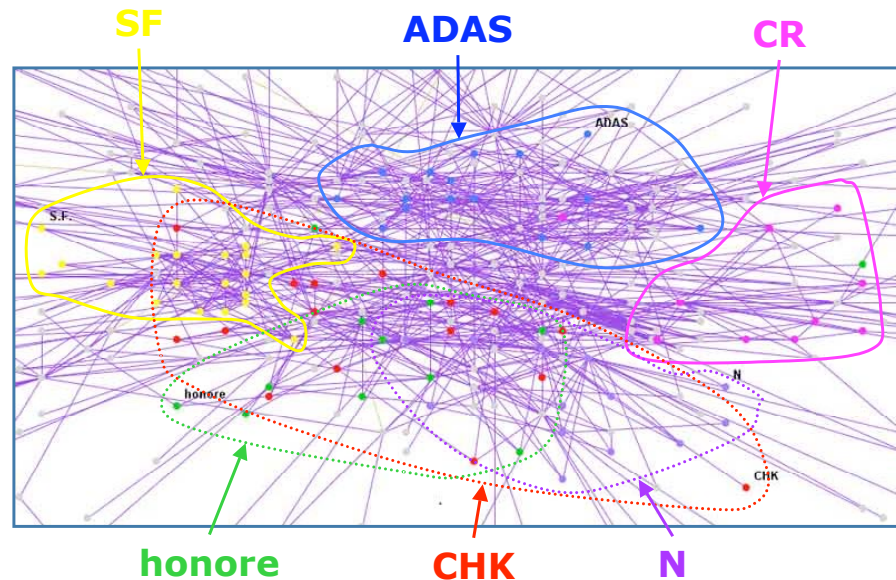 SF
ADAS
CR
ADAS
S.F.
N
honore
CHK
honore
CHK
N